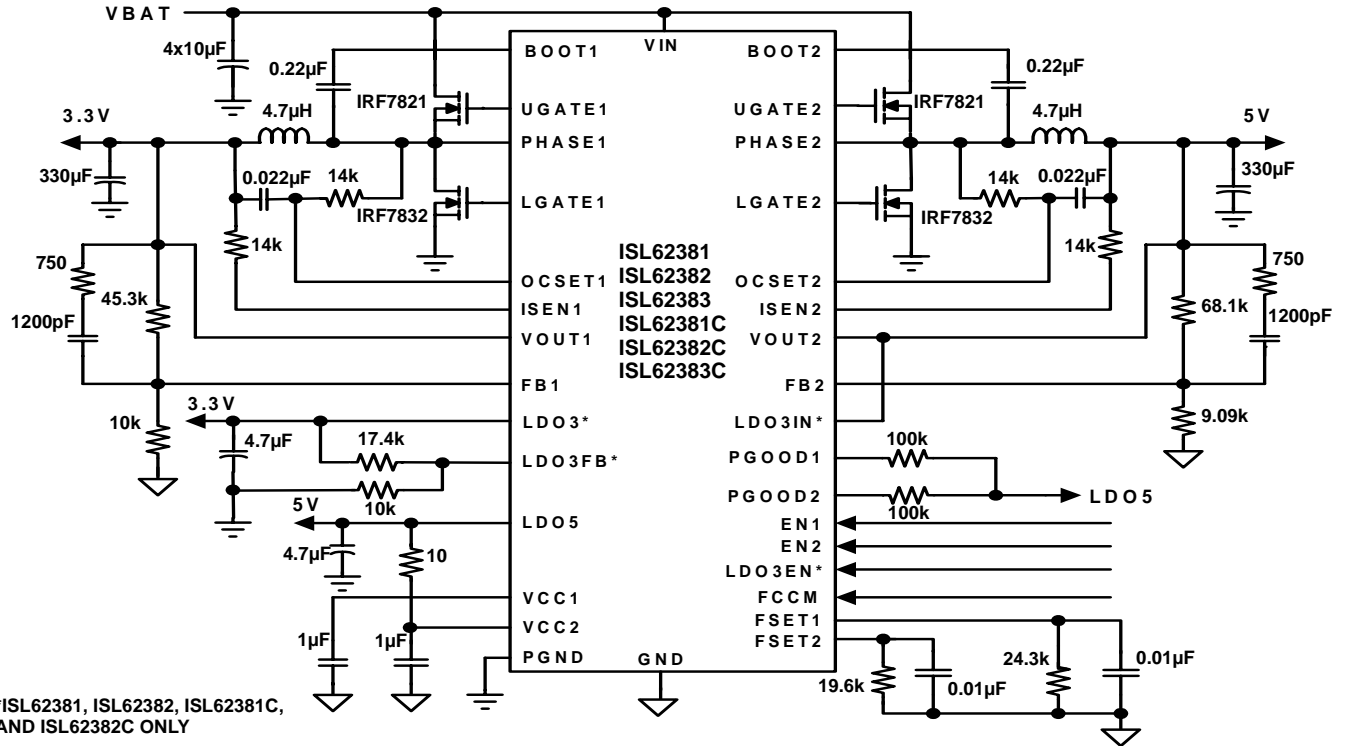 VBAT
4x10µF
0.22µF
IRF7821
4.7µH
3.3V
330µF
0.022µF
14k
IRF7832
14k
750
45.3k
1200pF
10k
3.3V
4.7µF
17.4k
10k
5V
4.7µF
10
1µF
1µF
VIN
BOOT1
UGATE1
PHASE1
LGATE1
OCSET1
ISEN1
VOUT1
FB1
LDO3*
LDO3FB*
LDO5
VCC1
VCC2
PGND
GND
ISL62381
ISL62382
ISL62383
ISL62381C
ISL62382C
ISL62383C
BOOT2
UGATE2
PHASE2
LGATE2
OCSET2
ISEN2
VOUT2
FB2
LDO3IN*
PGOOD1
PGOOD2
EN1
EN2
LDO3EN*
FCCM
FSET1
FSET2
0.22µF
IRF7821
4.7µH
5V
330µF
14k
0.022µF
IRF7832
14k
750
68.1k
1200pF
9.09k
100k
100k
LDO5
24.3k
0.01µF
19.6k
0.01µF
*ISL62381, ISL62382, ISL62381C,
AND ISL62382C ONLY